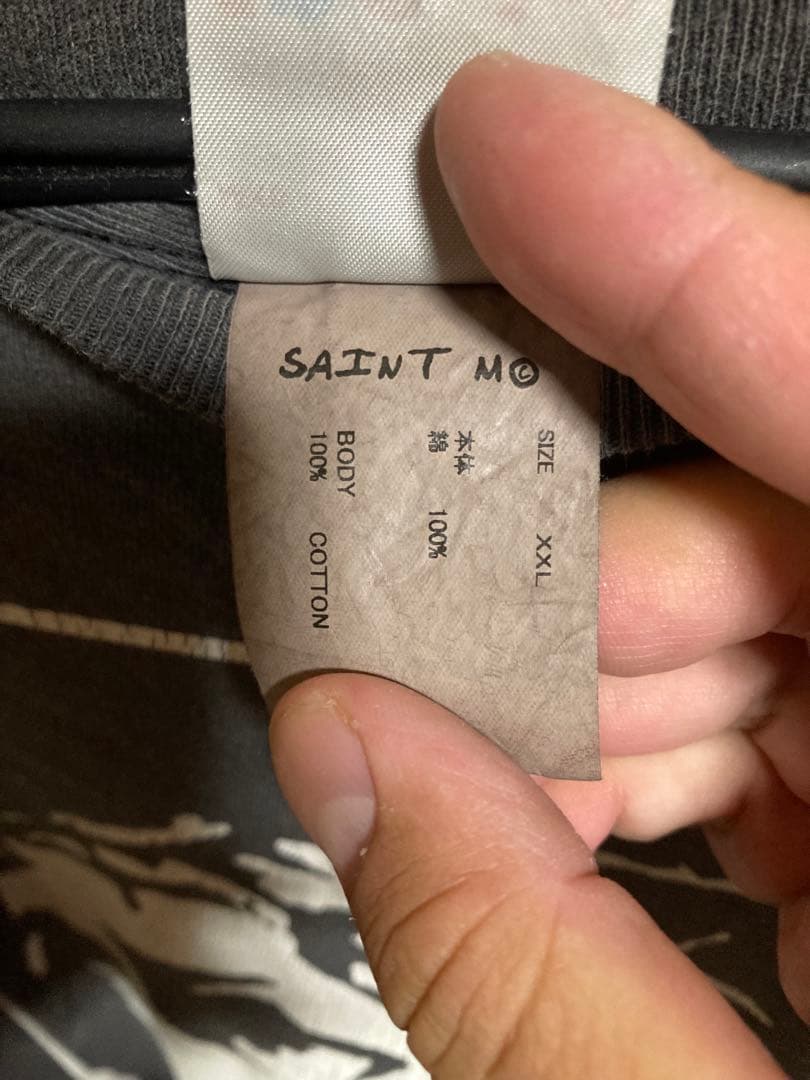 SAINT M©
SIZE XXL
本体
綿 100%
BODY
100% COTTON